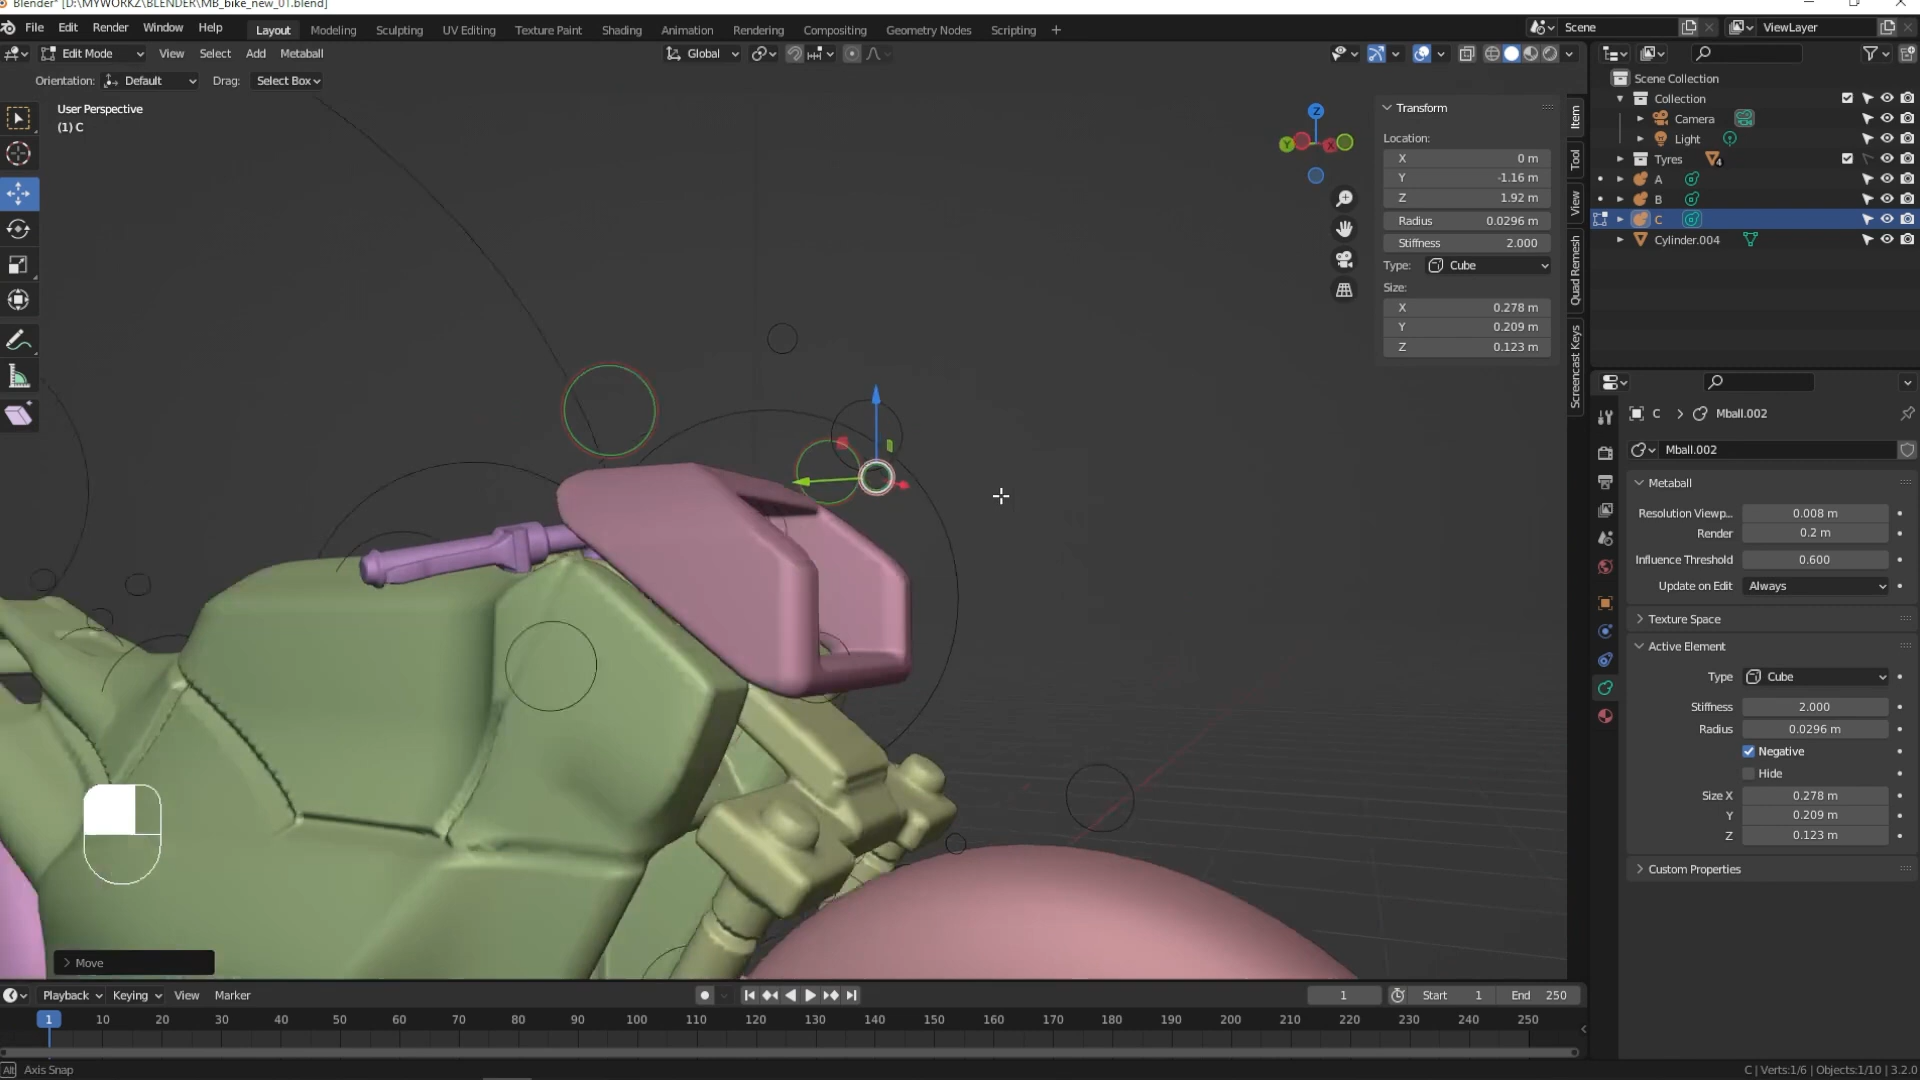 Blender* [D:\MYWORKZ\BLENDER\MB_bike_new_01.blend]
File Edit Render Window Help Layout Modeling Sculpting UV Editing Texture Paint Shading Animation Rendering Compositing Geometry Nodes Scripting + Scene ViewLayer
Edit Mode View Select Add Metaball Global
Orientation: Default Drag: Select Box
User Perspective
(1) C
Transform
Location:
X 0 m
Y -1.16 m
Z 1.92 m
Radius 0.0296 m
Stiffness 2.000
Type: Cube
Size:
X 0.278 m
Y 0.209 m
Z 0.123 m
Item
Tool
View
Quad Remesh
Screencast Keys
Z
Y
X
Scene Collection
Collection
Camera
Light
Tyres 4
A
B
C
Cylinder.004
C > Mball.002
Mball.002
Metaball
Resolution Viewp... 0.008 m
Render 0.2 m
Influence Threshold 0.600
Update on Edit Always
Texture Space
Active Element
Type Cube
Stiffness 2.000
Radius 0.0296 m
Negative
Hide
Size X 0.278 m
Y 0.209 m
Z 0.123 m
Custom Properties
Move
Playback Keying View Marker 1 Start 1 End 250
1 10 20 30 40 50 60 70 80 90 100 110 120 130 140 150 160 170 180 190 200 210 220 230 240 250
Alt Axis Snap C | Verts:1/6 | Objects:1/10 | 3.2.0